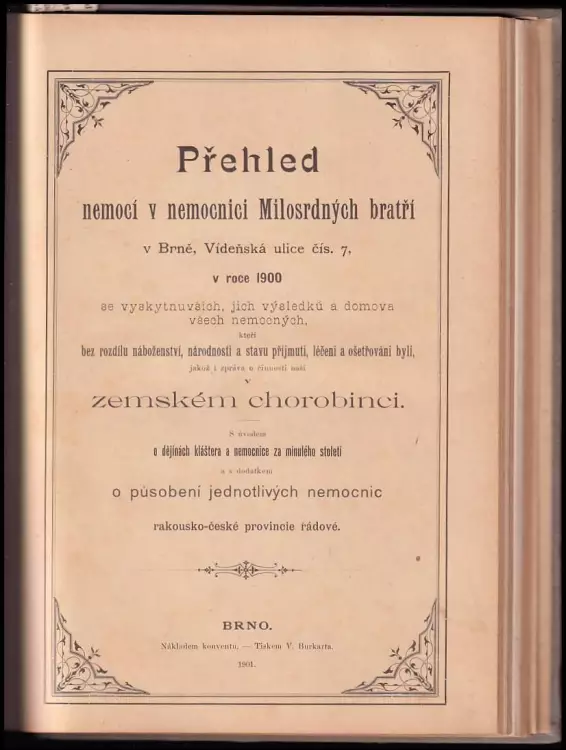 Přehled
nemocí v nemocnici Milosrdných bratří
v Brně, Vídeňská ulice čís. 7,
v roce 1900
se vyskytnuvších, jich výsledků a domova
všech nemocných,
kteří
bez rozdílu náboženství, národnosti a stavu přijmuti, léčeni a ošetřováni byli,
jakož i zpráva o činnosti naší
v
zemském chorobinci.
S úvodem
o dějinách kláštera a nemocnice za minulého století
a s dodatkem
o působení jednotlivých nemocnic
rakousko-české provincie řádové.
BRNO.
Nákladem konventu. — Tiskem V. Burkarta.
1901.